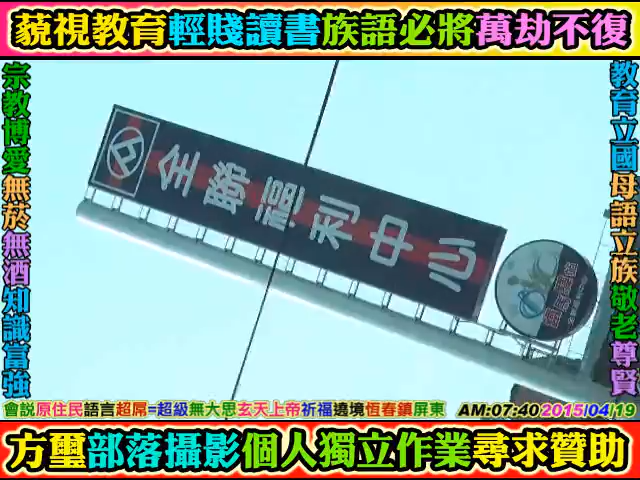 藐視教育輕賤讀書族語必將萬劫不復
宗教博愛無菸無酒知識富強
教育立國母語立族敬老尊賢
全聯福利中心
會説原住民語言超屌=超級無大思玄天上帝祈福遶境恆春鎮屏東
AM:07:40 2015/04/19
方璽部落攝影個人獨立作業尋求贊助